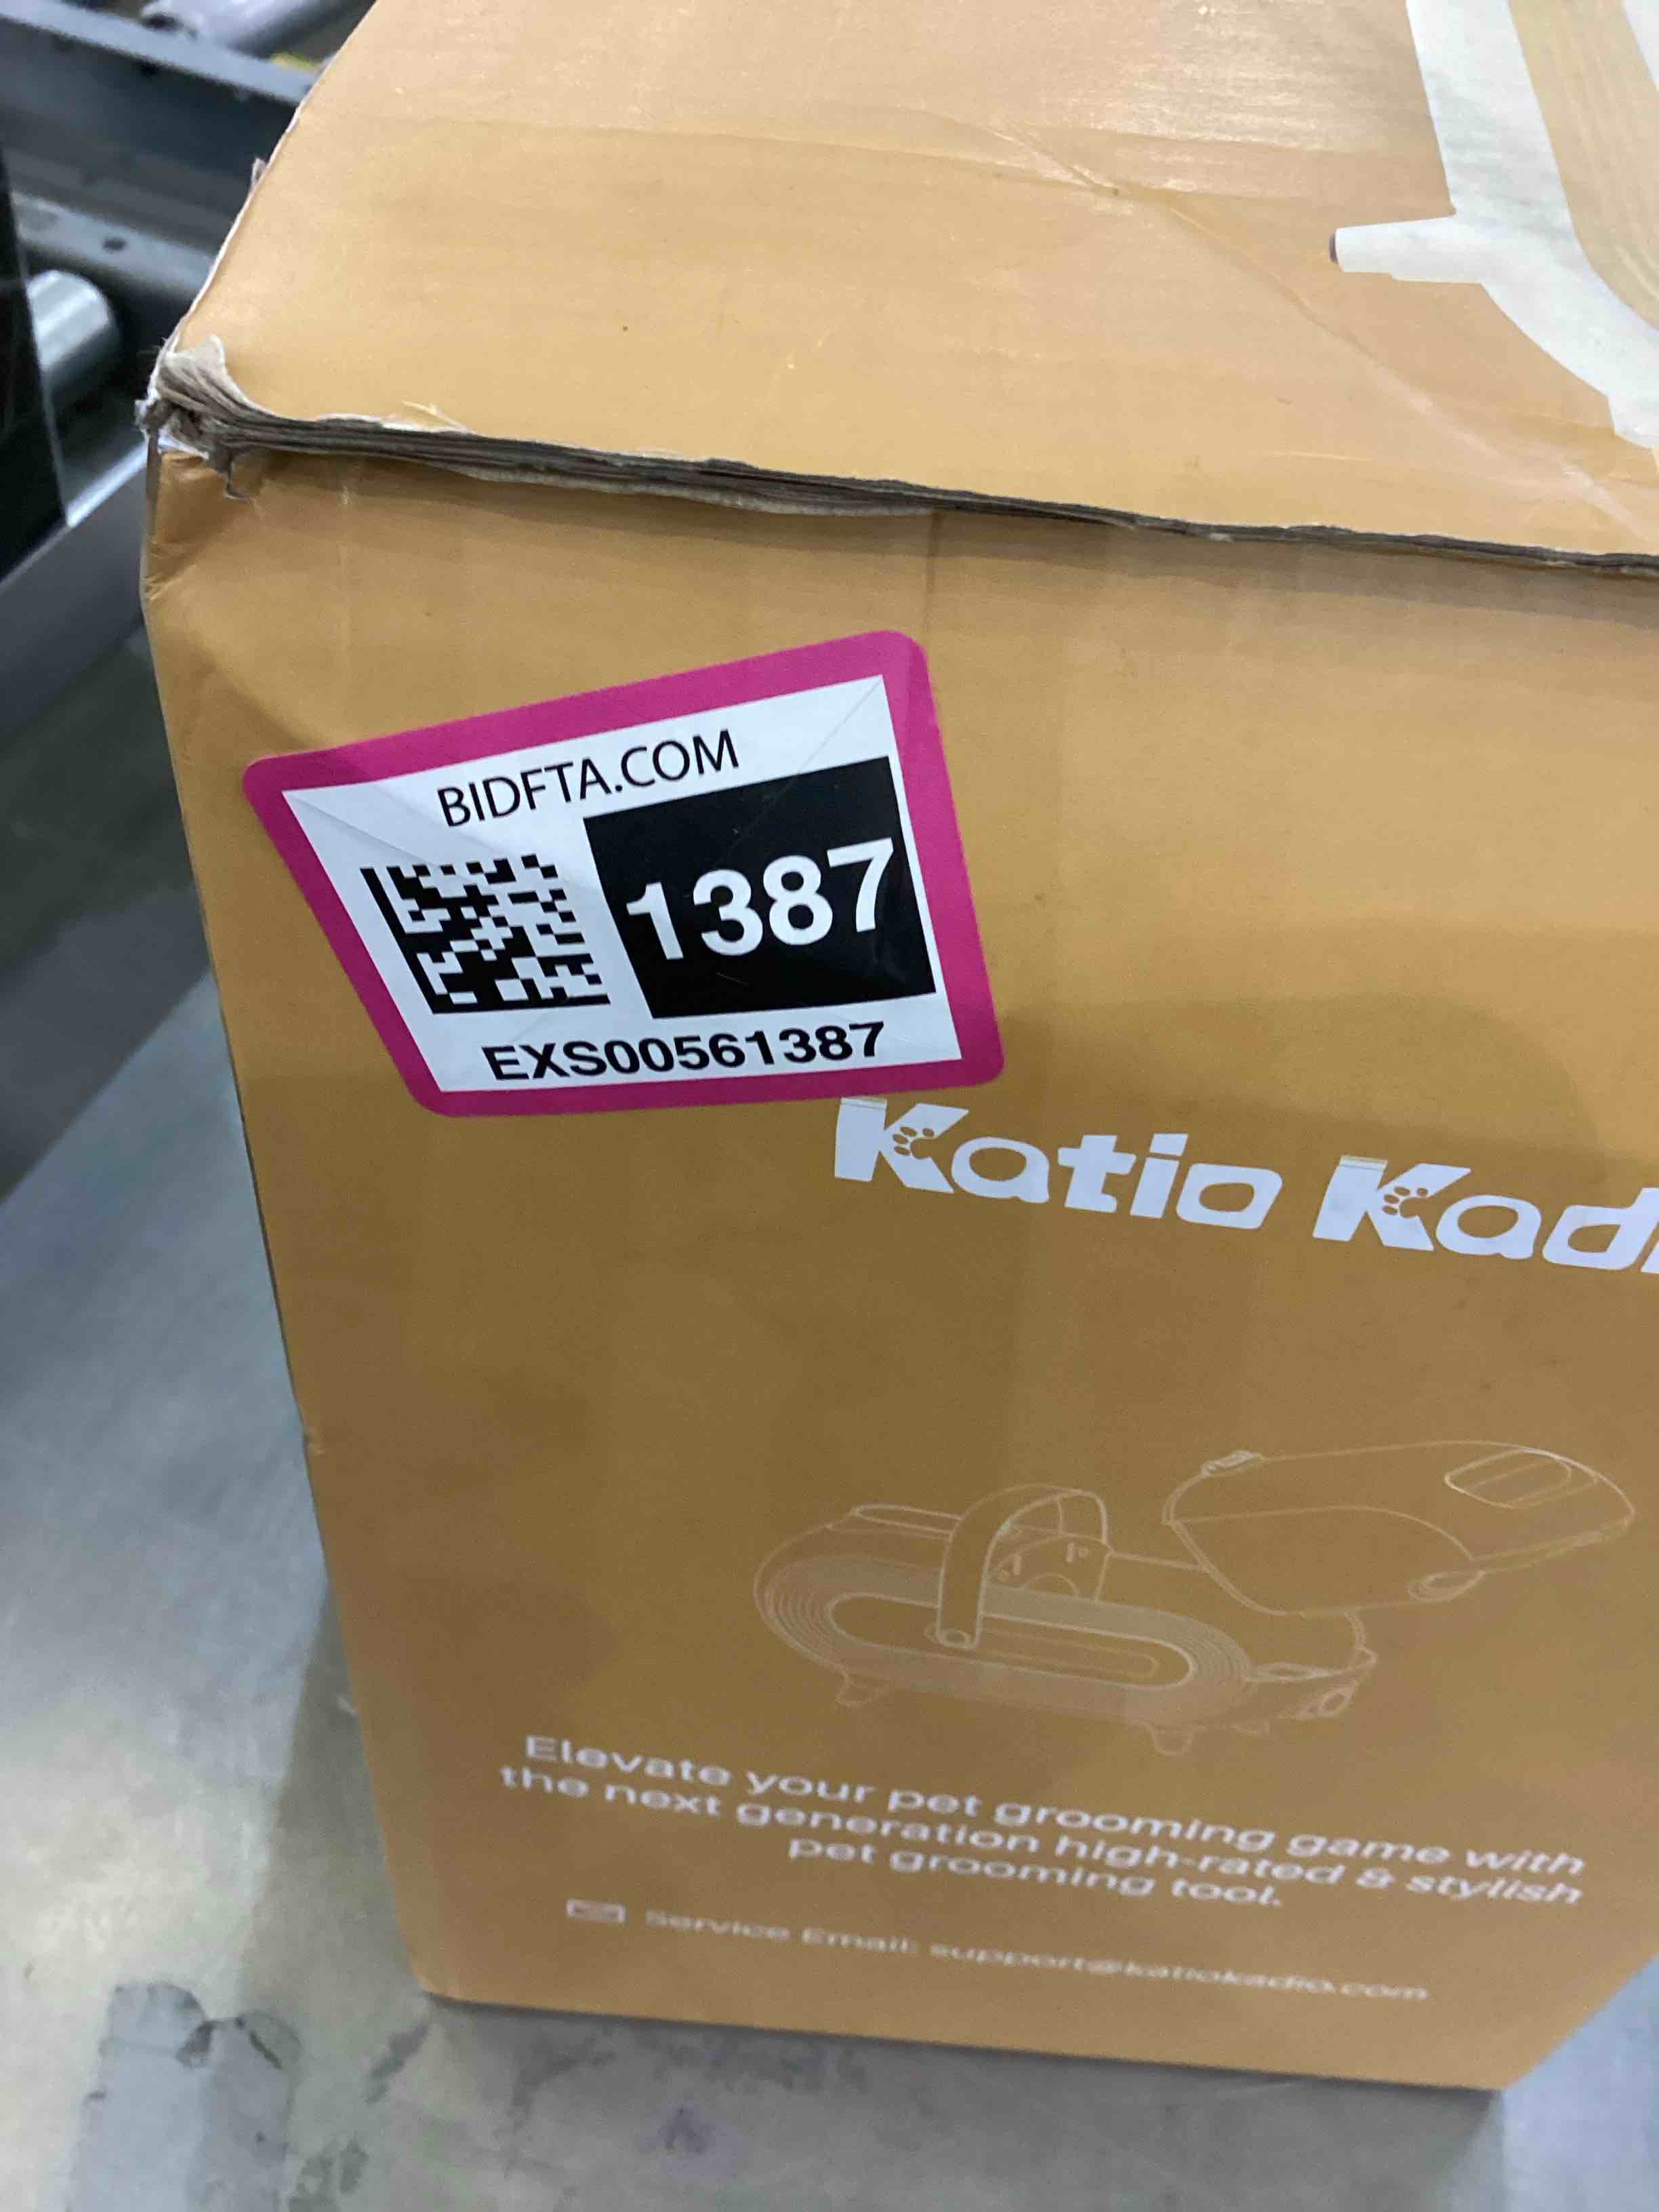 BIDFTA.COM
1387
EXS00561387
Katio Kadi
Elevate your pet grooming game with
the next generation high-rated & stylish
pet grooming tool.
Service Email: support@katiokadio.com